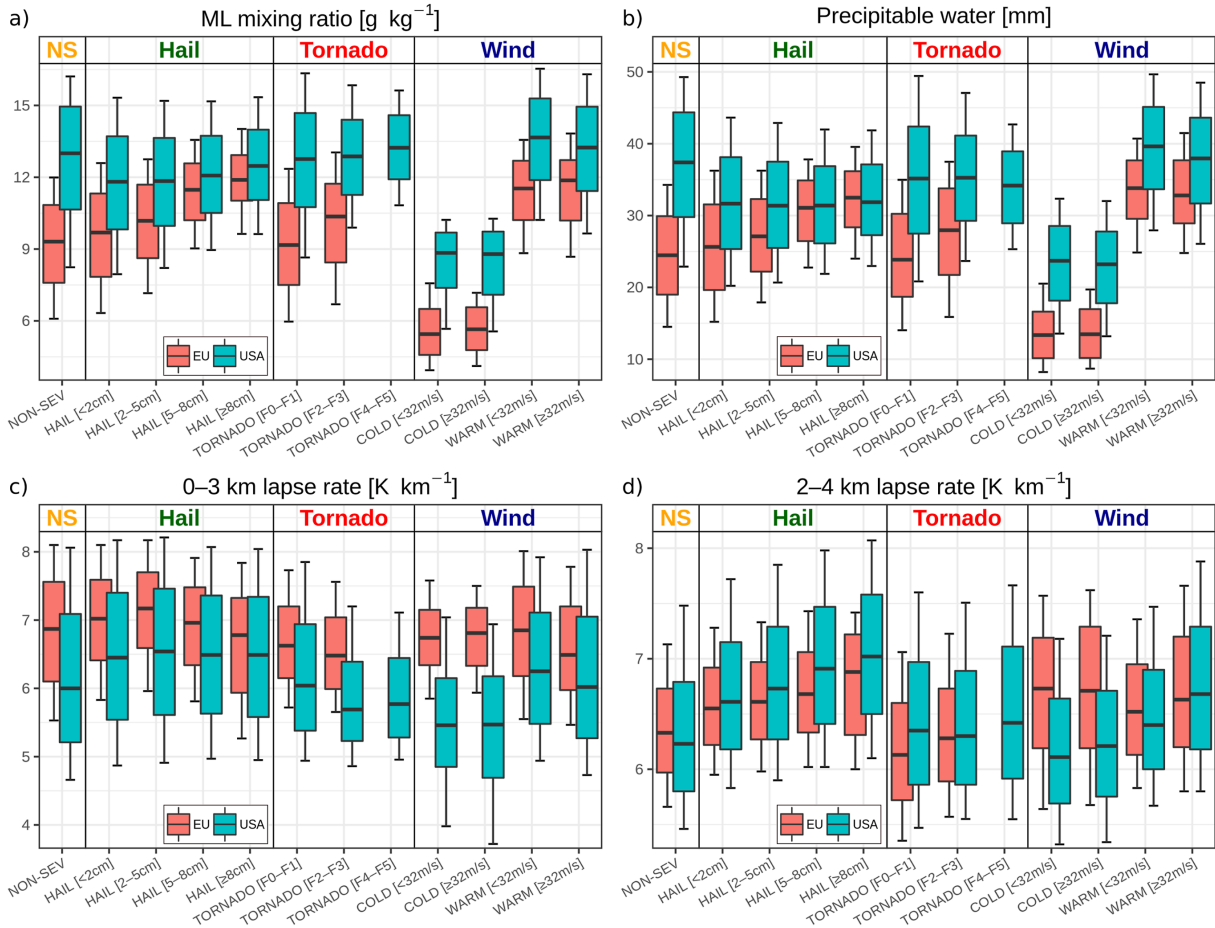 a) ML mixing ratio [g kg⁻¹]
NS Hail Tornado Wind
15
12
9
6
EU USA
NON-SEV HAIL [<2cm] HAIL [2–5cm] HAIL [5–8cm] HAIL [≥8cm] TORNADO [F0–F1] TORNADO [F2–F3] TORNADO [F4–F5] COLD [<32m/s] COLD [≥32m/s] WARM [<32m/s] WARM [≥32m/s]
b) Precipitable water [mm]
NS Hail Tornado Wind
50
40
30
20
10
EU USA
NON-SEV HAIL [<2cm] HAIL [2–5cm] HAIL [5–8cm] HAIL [≥8cm] TORNADO [F0–F1] TORNADO [F2–F3] TORNADO [F4–F5] COLD [<32m/s] COLD [≥32m/s] WARM [<32m/s] WARM [≥32m/s]
c) 0–3 km lapse rate [K km⁻¹]
NS Hail Tornado Wind
8
7
6
5
4
EU USA
NON-SEV HAIL [<2cm] HAIL [2–5cm] HAIL [5–8cm] HAIL [≥8cm] TORNADO [F0–F1] TORNADO [F2–F3] TORNADO [F4–F5] COLD [<32m/s] COLD [≥32m/s] WARM [<32m/s] WARM [≥32m/s]
d) 2–4 km lapse rate [K km⁻¹]
NS Hail Tornado Wind
8
7
6
EU USA
NON-SEV HAIL [<2cm] HAIL [2–5cm] HAIL [5–8cm] HAIL [≥8cm] TORNADO [F0–F1] TORNADO [F2–F3] TORNADO [F4–F5] COLD [<32m/s] COLD [≥32m/s] WARM [<32m/s] WARM [≥32m/s]